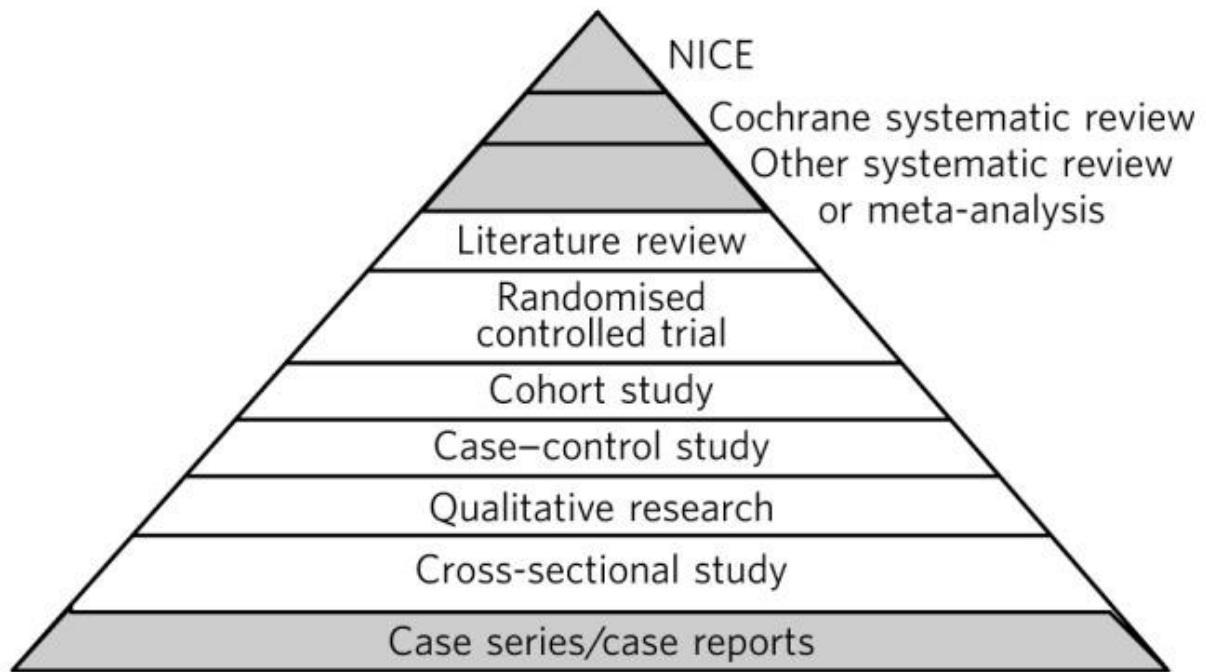 NICE
Cochrane systematic review
Other systematic review
or meta-analysis
Literature review
Randomised
controlled trial
Cohort study
Case–control study
Qualitative research
Cross-sectional study
Case series/case reports